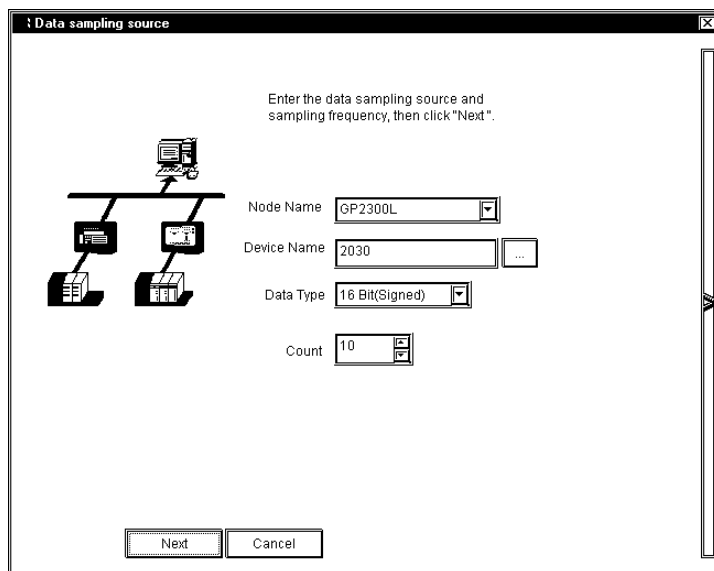 Data sampling source
Enter the data sampling source and
sampling frequency, then click "Next".
Node Name GP2300L
Device Name 2030 ...
Data Type 16 Bit(Signed)
Count 10
Next Cancel